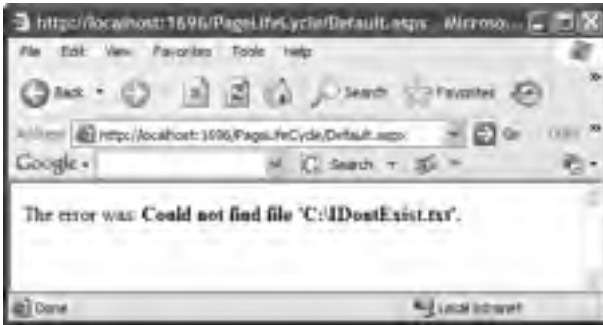 http://localhost:1696/PageLifeCycle/Default.aspx - Microso...
File Edit View Favorites Tools Help
Back Search Favorites
Address http://localhost:1696/PageLifeCycle/Default.aspx Go
Google Search
The error was: Could not find file 'C:\IDontExist.txt'.
Done Local intranet